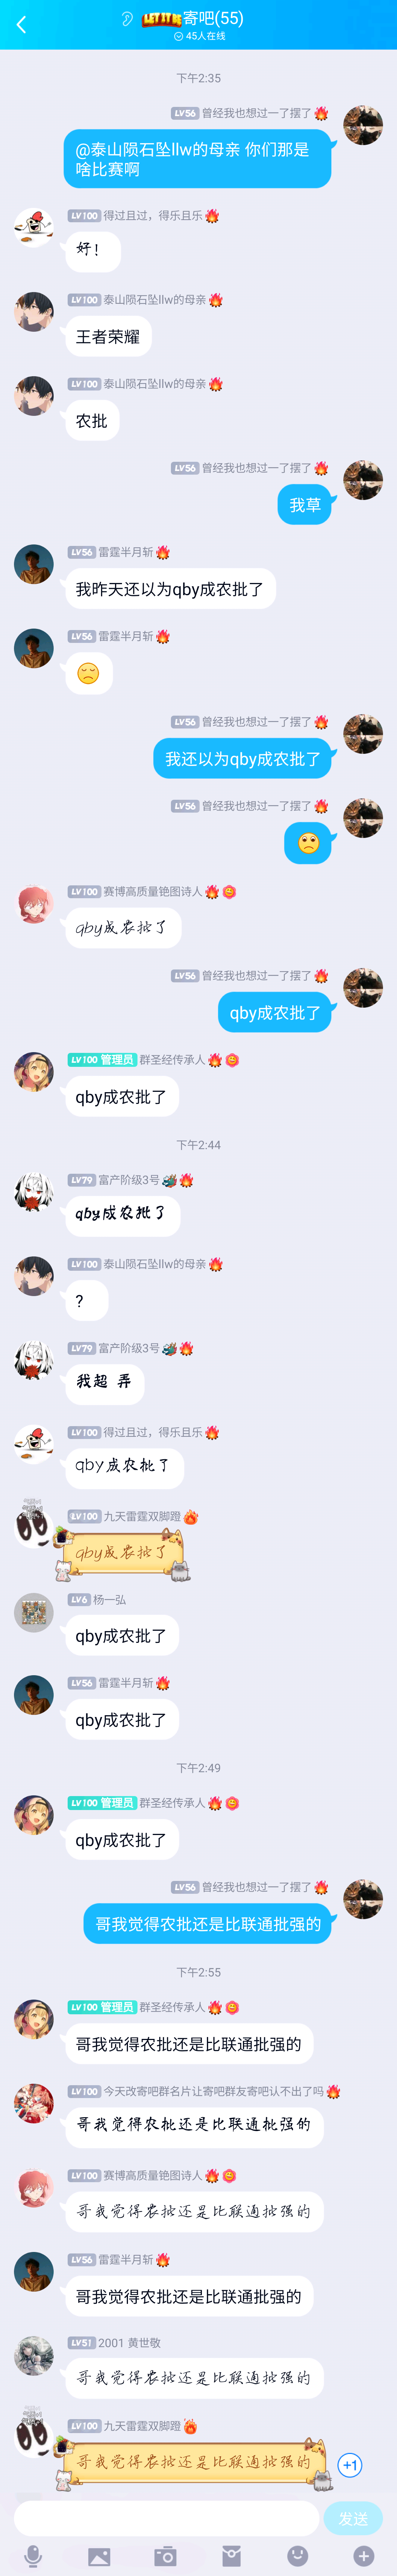 LET IT BE寄吧(55)
45人在线
下午2:35
LV56 曾经我也想过一了摆了
@泰山陨石坠llw的母亲 你们那是
啥比赛啊
LV100 得过且过，得乐且乐
好！
LV100 泰山陨石坠llw的母亲
王者荣耀
LV100 泰山陨石坠llw的母亲
农批
LV56 曾经我也想过一了摆了
我草
LV56 雷霆半月斩
我昨天还以为qby成农批了
LV56 雷霆半月斩
LV56 曾经我也想过一了摆了
我还以为qby成农批了
LV56 曾经我也想过一了摆了
LV100 赛博高质量铯图诗人
qby成农批了
LV56 曾经我也想过一了摆了
qby成农批了
LV100 管理员 群圣经传承人
qby成农批了
下午2:44
LV79 富产阶级3号
qby成农批了
LV100 泰山陨石坠llw的母亲
？
LV79 富产阶级3号
我超 弄
LV100 得过且过，得乐且乐
qby成农批了
LV100 九天雷霆双脚蹬
qby成农批了
LV6 杨一弘
qby成农批了
LV56 雷霆半月斩
qby成农批了
下午2:49
LV100 管理员 群圣经传承人
qby成农批了
LV56 曾经我也想过一了摆了
哥我觉得农批还是比联通批强的
下午2:55
LV100 管理员 群圣经传承人
哥我觉得农批还是比联通批强的
LV100 今天改寄吧群名片让寄吧群友寄吧认不出了吗
哥我觉得农批还是比联通批强的
LV100 赛博高质量铯图诗人
哥我觉得农批还是比联通批强的
LV56 雷霆半月斩
哥我觉得农批还是比联通批强的
LV51 2001 黄世敬
哥我觉得农批还是比联通批强的
LV100 九天雷霆双脚蹬
哥我觉得农批还是比联通批强的
+1
发送